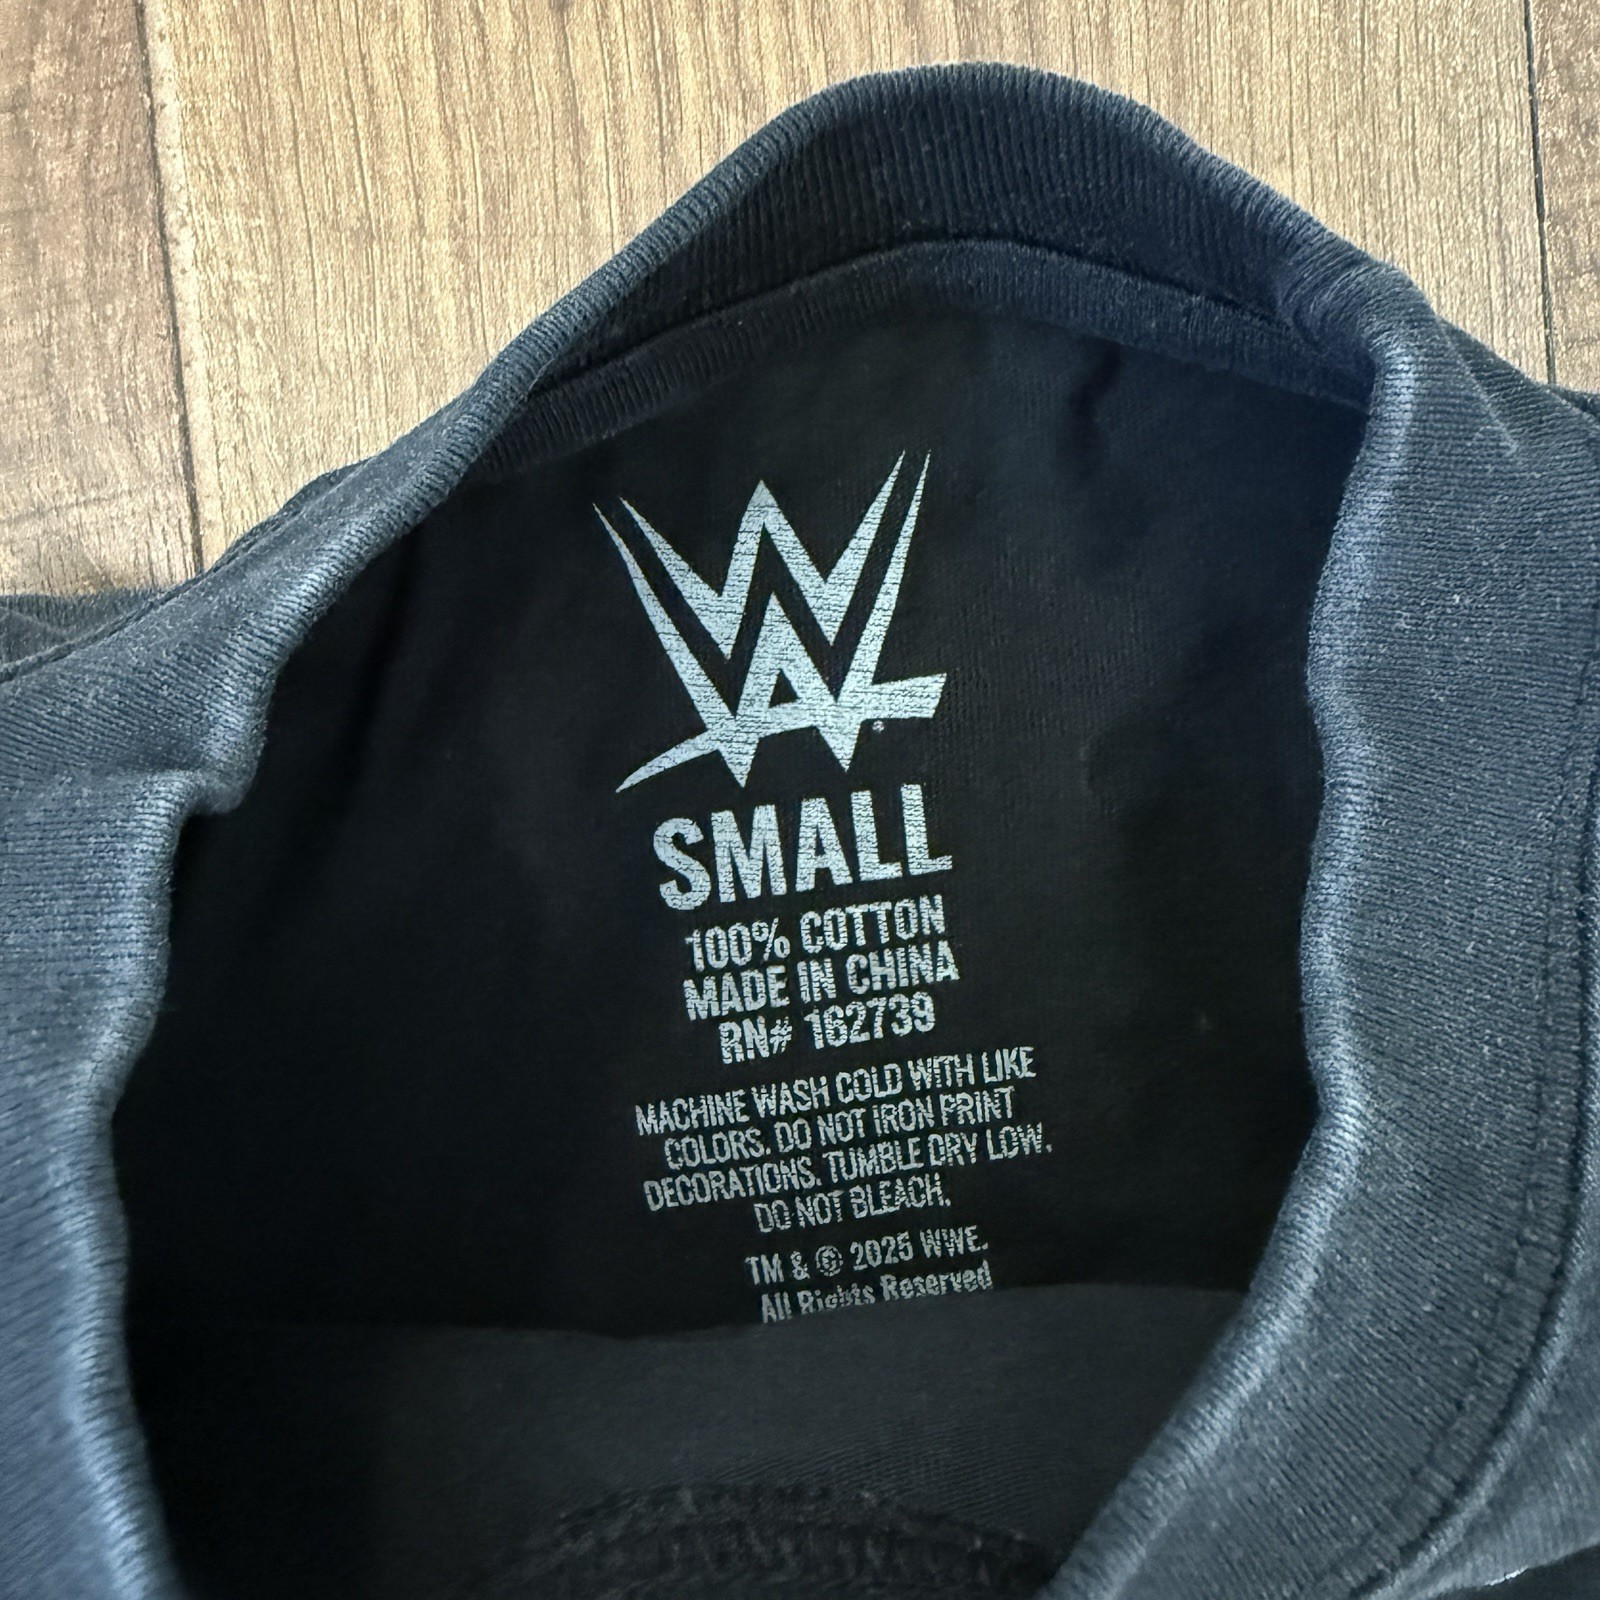 W
SMALL
100% COTTON
MADE IN CHINA
RN# 162739
MACHINE WASH COLD WITH LIKE
COLORS. DO NOT IRON PRINT
DECORATIONS. TUMBLE DRY LOW.
DO NOT BLEACH.
TM & © 2025 WWE.
All Rights Reserved